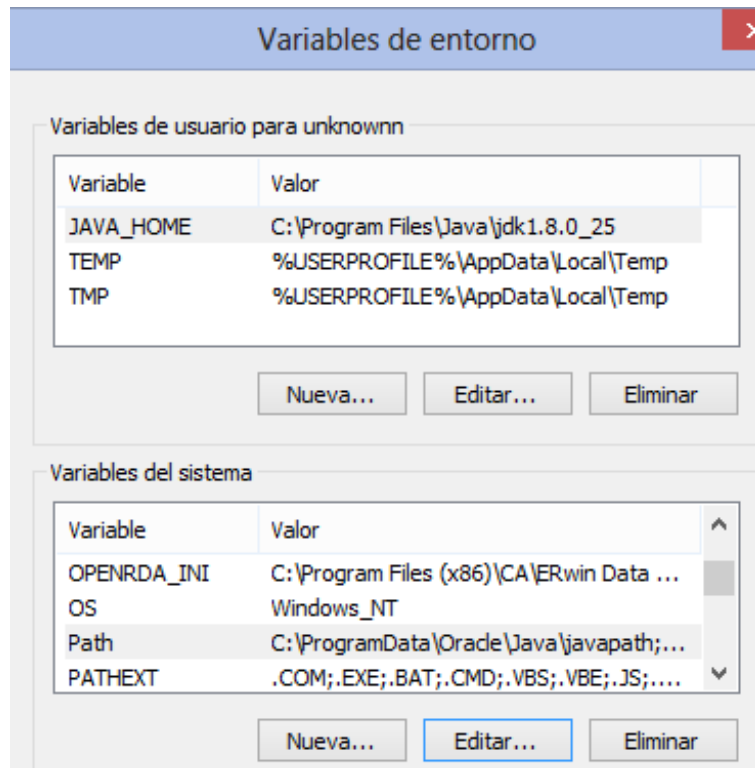 Variables de entorno
Variables de usuario para unknownn
Variable Valor
JAVA_HOME C:\Program Files\Java\jdk1.8.0_25
TEMP %USERPROFILE%\AppData\Local\Temp
TMP %USERPROFILE%\AppData\Local\Temp
Nueva... Editar... Eliminar
Variables del sistema
Variable Valor
OPENRDA_INI C:\Program Files (x86)\CA\ERwin Data ...
OS Windows_NT
Path C:\ProgramData\Oracle\Java\javapath;...
PATHEXT .COM;.EXE;.BAT;.CMD;.VBS;.VBE;.JS;....
Nueva... Editar... Eliminar